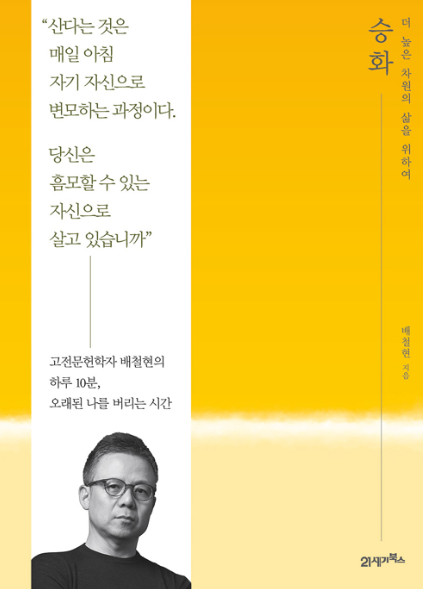 “산다는 것은
매일 아침
자기 자신으로
변모하는 과정이다.
당신은
흠모할 수 있는
자신으로
살고 있습니까”
고전문헌학자 배철현의
하루 10분,
오래된 나를 버리는 시간
더 높은 차원의 삶을 위하여
승화
배철현 지음
21세기북스